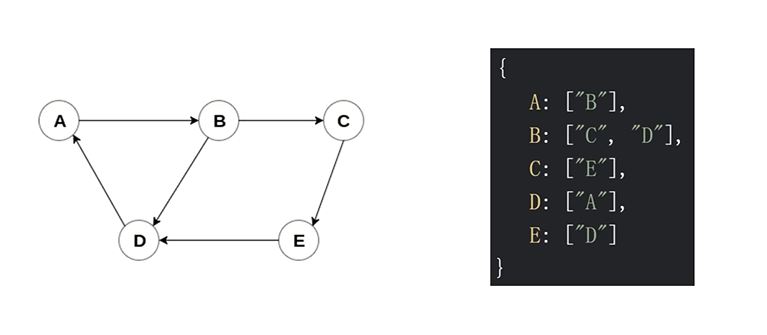 A
B
C
D
E
{
A: ["B"],
B: ["C", "D"],
C: ["E"],
D: ["A"],
E: ["D"]
}